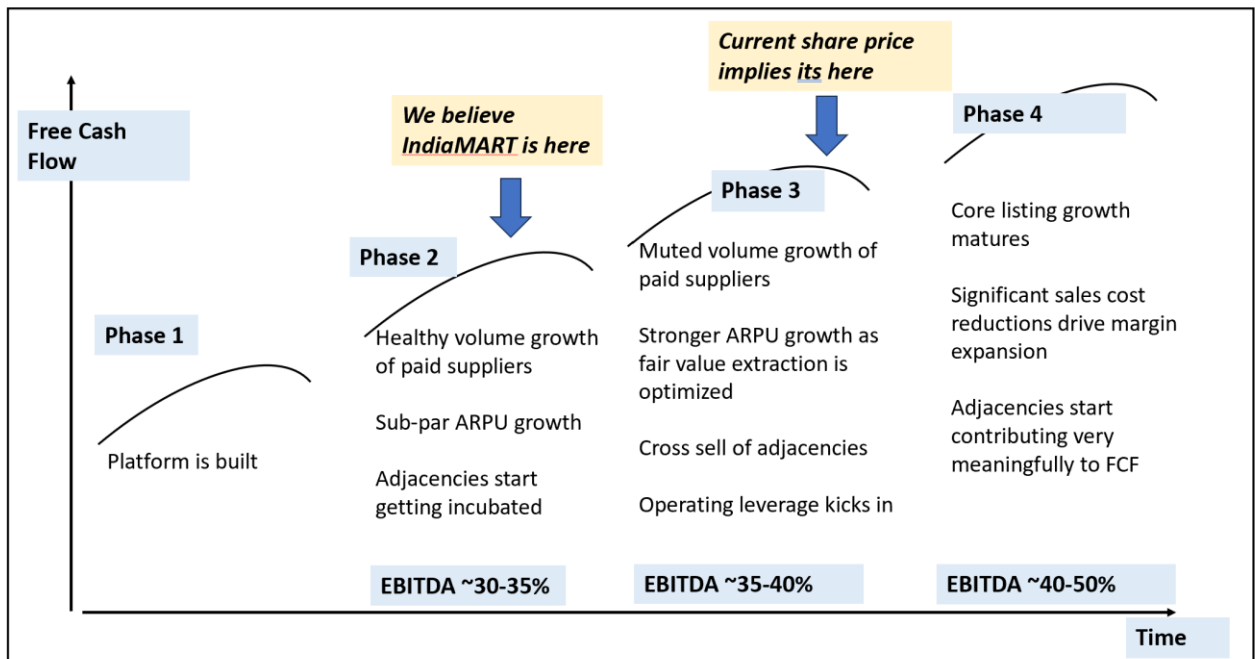 Free Cash
Flow
Phase 1
Platform is built
We believe
IndiaMART is here
Phase 2
Healthy volume growth
of paid suppliers
Sub-par ARPU growth
Adjacencies start
getting incubated
EBITDA ~30-35%
Current share price
implies its here
Phase 3
Muted volume growth of
paid suppliers
Stronger ARPU growth as
fair value extraction is
optimized
Cross sell of adjacencies
Operating leverage kicks in
EBITDA ~35-40%
Phase 4
Core listing growth
matures
Significant sales cost
reductions drive margin
expansion
Adjacencies start
contributing very
meaningfully to FCF
EBITDA ~40-50%
Time